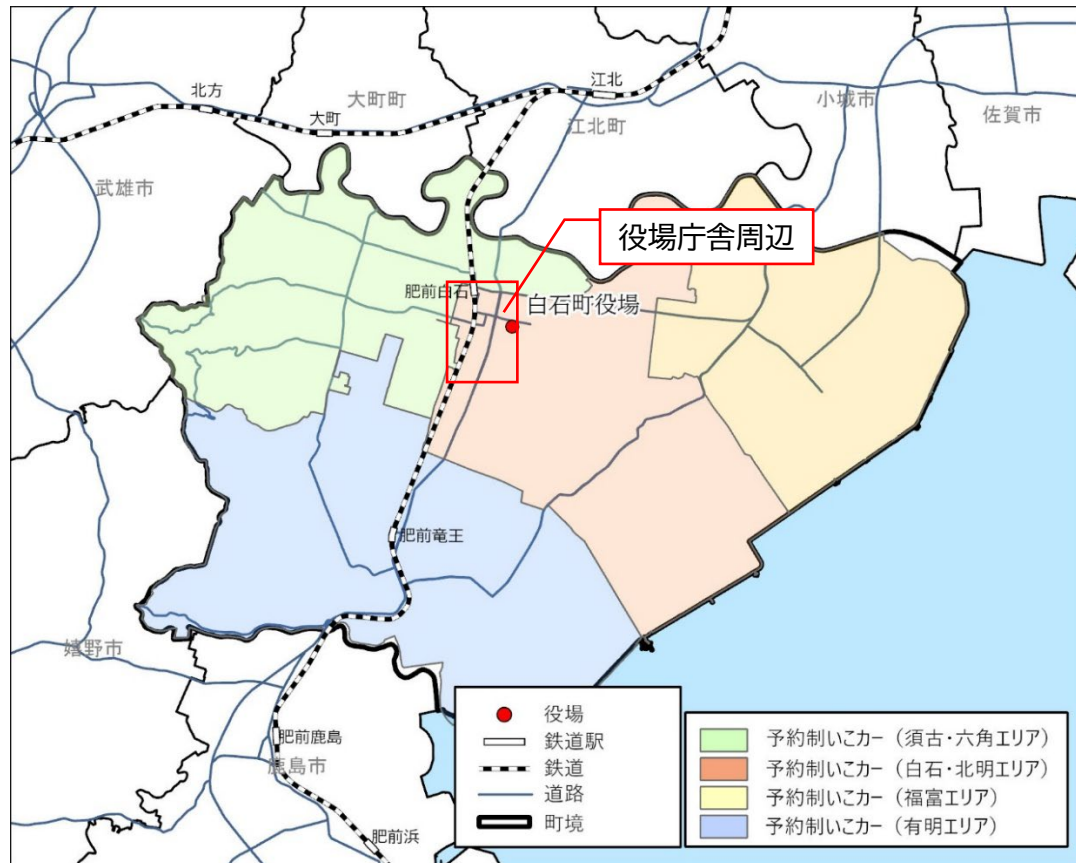 北方
大町町
江北
大町
江北町
小城市
佐賀市
武雄市
役場庁舎周辺
肥前白石
白石町役場
肥前竜王
嬉野市
肥前鹿島
鹿島市
肥前浜
役場
鉄道駅
鉄道
道路
町境
予約制いこカー（須古・六角エリア）
予約制いこカー（白石・北明エリア）
予約制いこカー（福富エリア）
予約制いこカー（有明エリア）